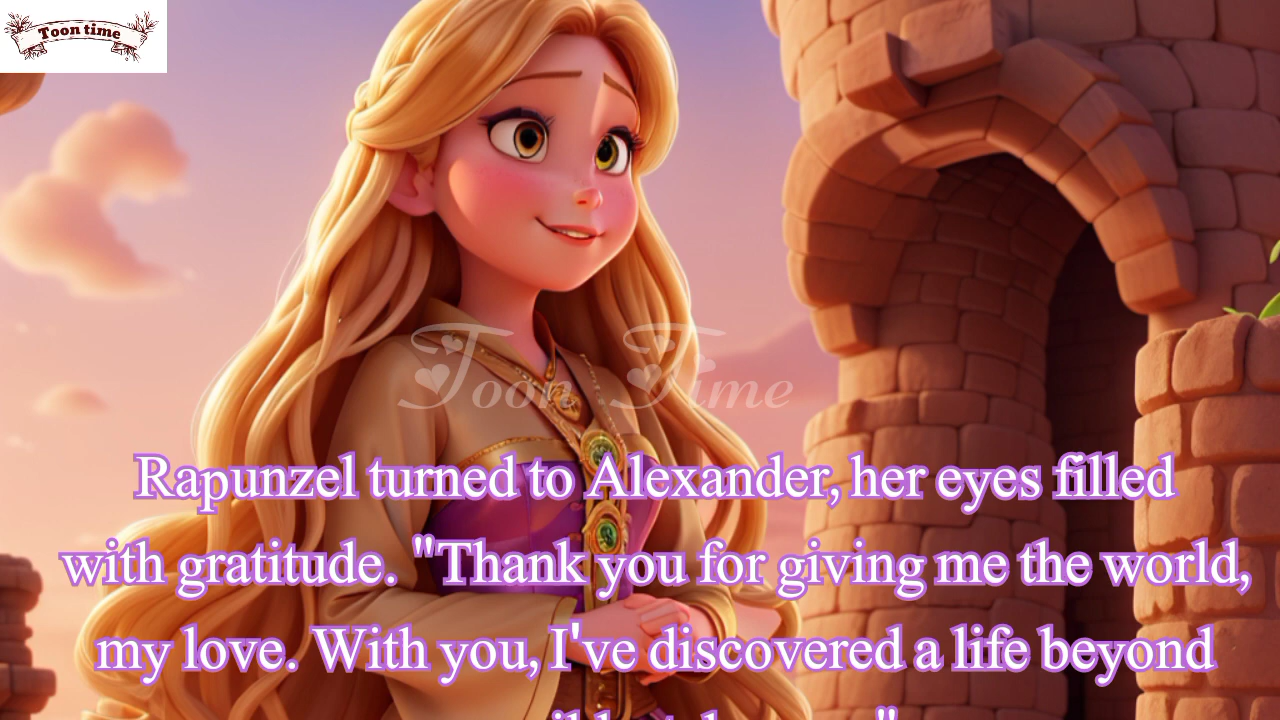 Toon time
Toon Time
Rapunzel turned to Alexander, her eyes filled
with gratitude. "Thank you for giving me the world,
my love. With you, I've discovered a life beyond